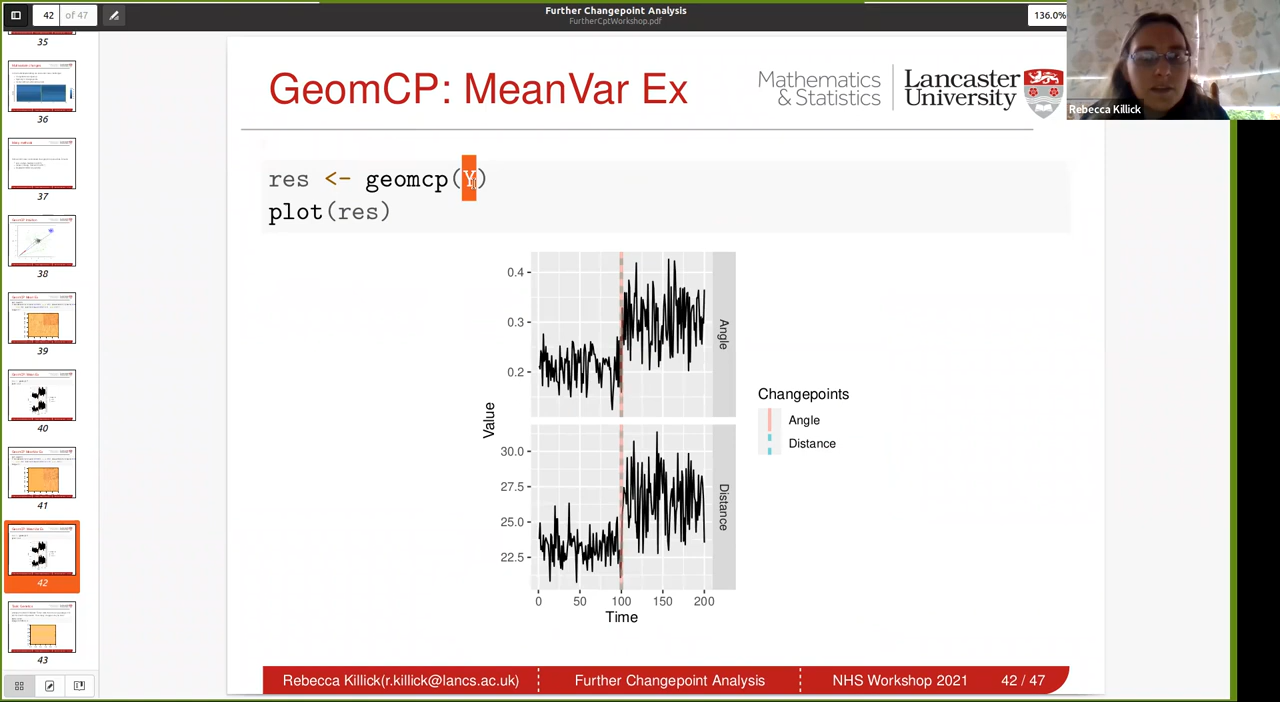 42 of 47
Further Changepoint Analysis
FurtherCptWorkshop.pdf
136.0%
Rebecca Killick
35
36
37
38
39
40
41
42
43
GeomCP: MeanVar Ex
Mathematics
& Statistics
Lancaster
University
res <- geomcp(Y)
plot(res)
0.4
0.3
0.2
Angle
Value
30.0
27.5
25.0
22.5
Distance
0 50 100 150 200
Time
Changepoints
Angle
Distance
Rebecca Killick(r.killick@lancs.ac.uk) Further Changepoint Analysis NHS Workshop 2021 42 / 47